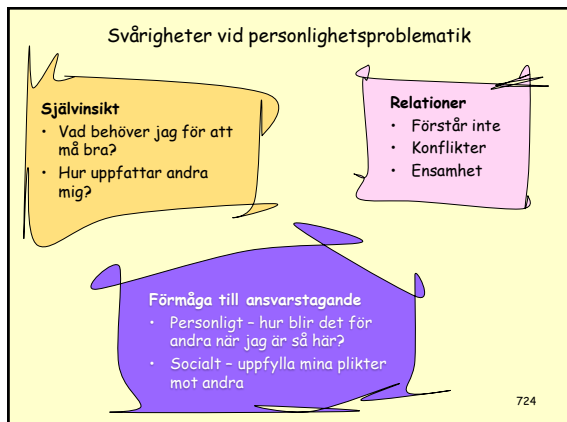 Svårigheter vid personlighetsproblematik
Självinsikt
• Vad behöver jag för att
må bra?
• Hur uppfattar andra
mig?
Relationer
• Förstår inte
• Konflikter
• Ensamhet
Förmåga till ansvarstagande
• Personligt – hur blir det för
andra när jag är så här?
• Socialt – uppfylla mina plikter
mot andra
724